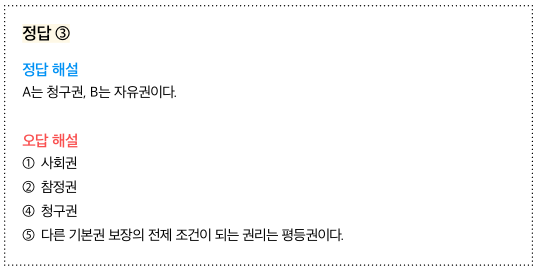 정답 ③
정답 해설
A는 청구권, B는 자유권이다.
오답 해설
① 사회권
② 참정권
④ 청구권
⑤ 다른 기본권 보장의 전제 조건이 되는 권리는 평등권이다.